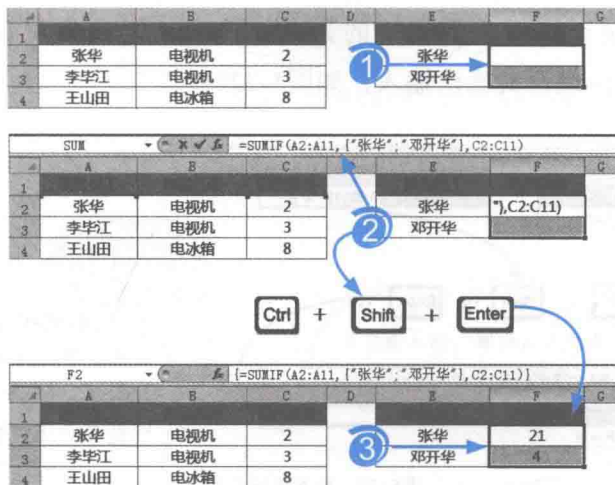 A B C D E F G
1
2 张华 电视机 2 张华
3 李毕江 电视机 3 邓开华
4 王山田 电冰箱 8
1
SUM =SUMIF(A2:A11,{"张华";"邓开华"},C2:C11)
A B C D E F G
1
2 张华 电视机 2 张华 "},C2:C11)
3 李毕江 电视机 3 邓开华
4 王山田 电冰箱 8
2
Ctrl + Shift + Enter
F2 {=SUMIF(A2:A11,{"张华";"邓开华"},C2:C11)}
A B C D E F G
1
2 张华 电视机 2 张华 21
3 李毕江 电视机 3 邓开华 4
4 王山田 电冰箱 8
3